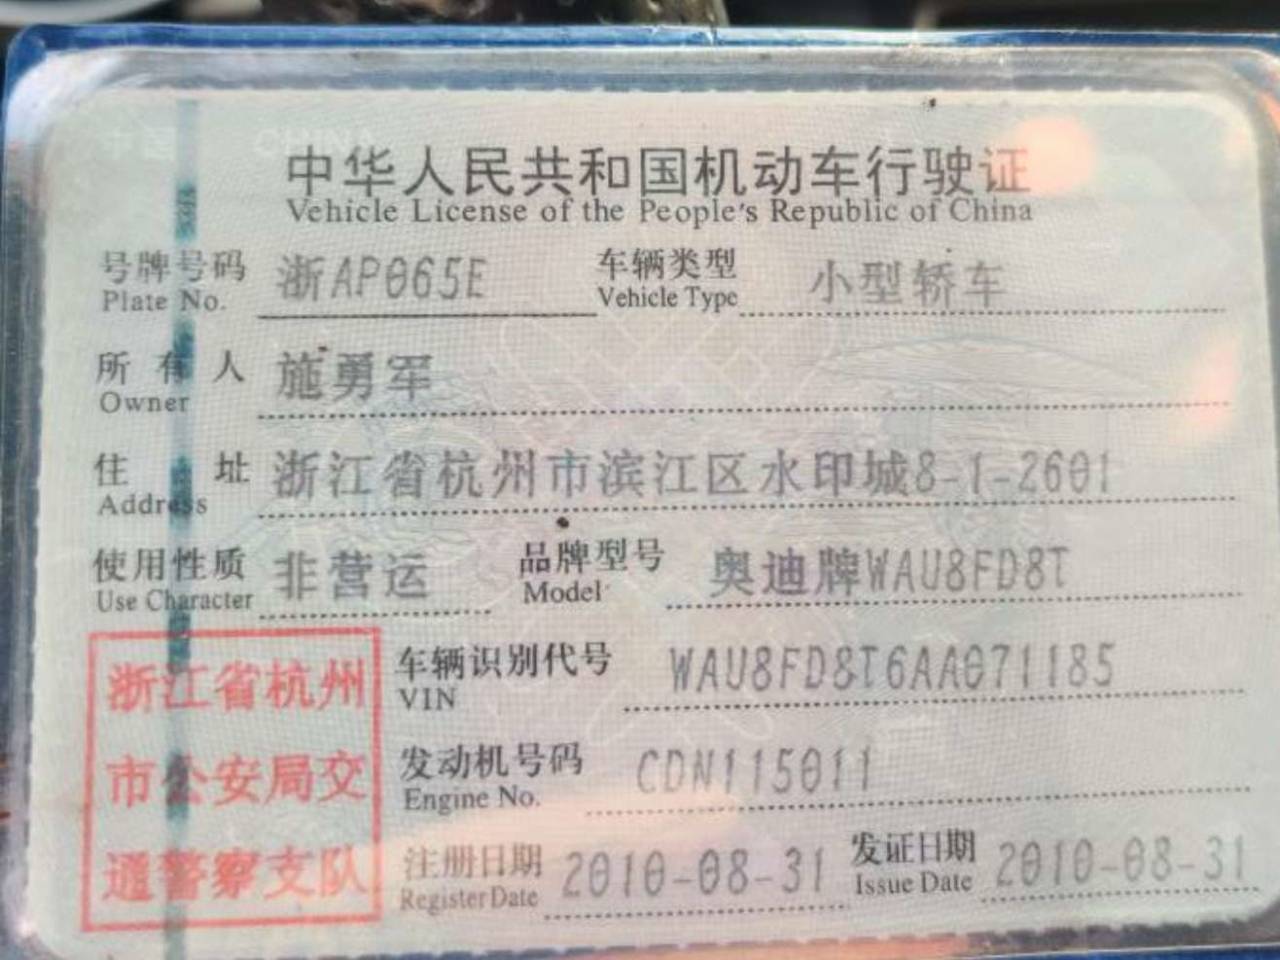 中华人民共和国机动车行驶证
Vehicle License of the People's Republic of China
号牌号码 浙AP065E 车辆类型 小型轿车
Plate No. Vehicle Type
所有人 施勇军
Owner
住址 浙江省杭州市滨江区水印城8-1-2601
Address
使用性质 非营运 品牌型号 奥迪牌WAU8FD8T
Use Character Model
浙江省杭州
市公安局交
通警察支队
车辆识别代号 WAU8FD8T6AA071185
VIN
发动机号码 CDN115011
Engine No.
注册日期 2010-08-31 发证日期 2010-08-31
Register Date Issue Date